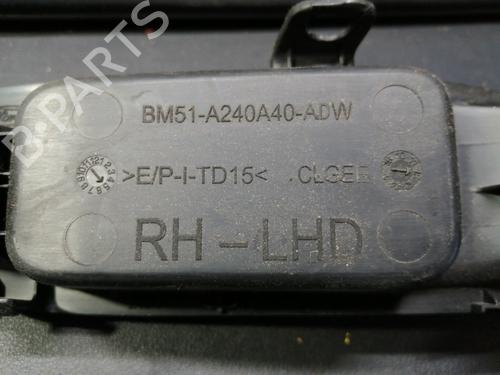 B-PARTS
BM51-A240A40-ADW
>E/P-I-TD15< CLGEE
RH - LHD